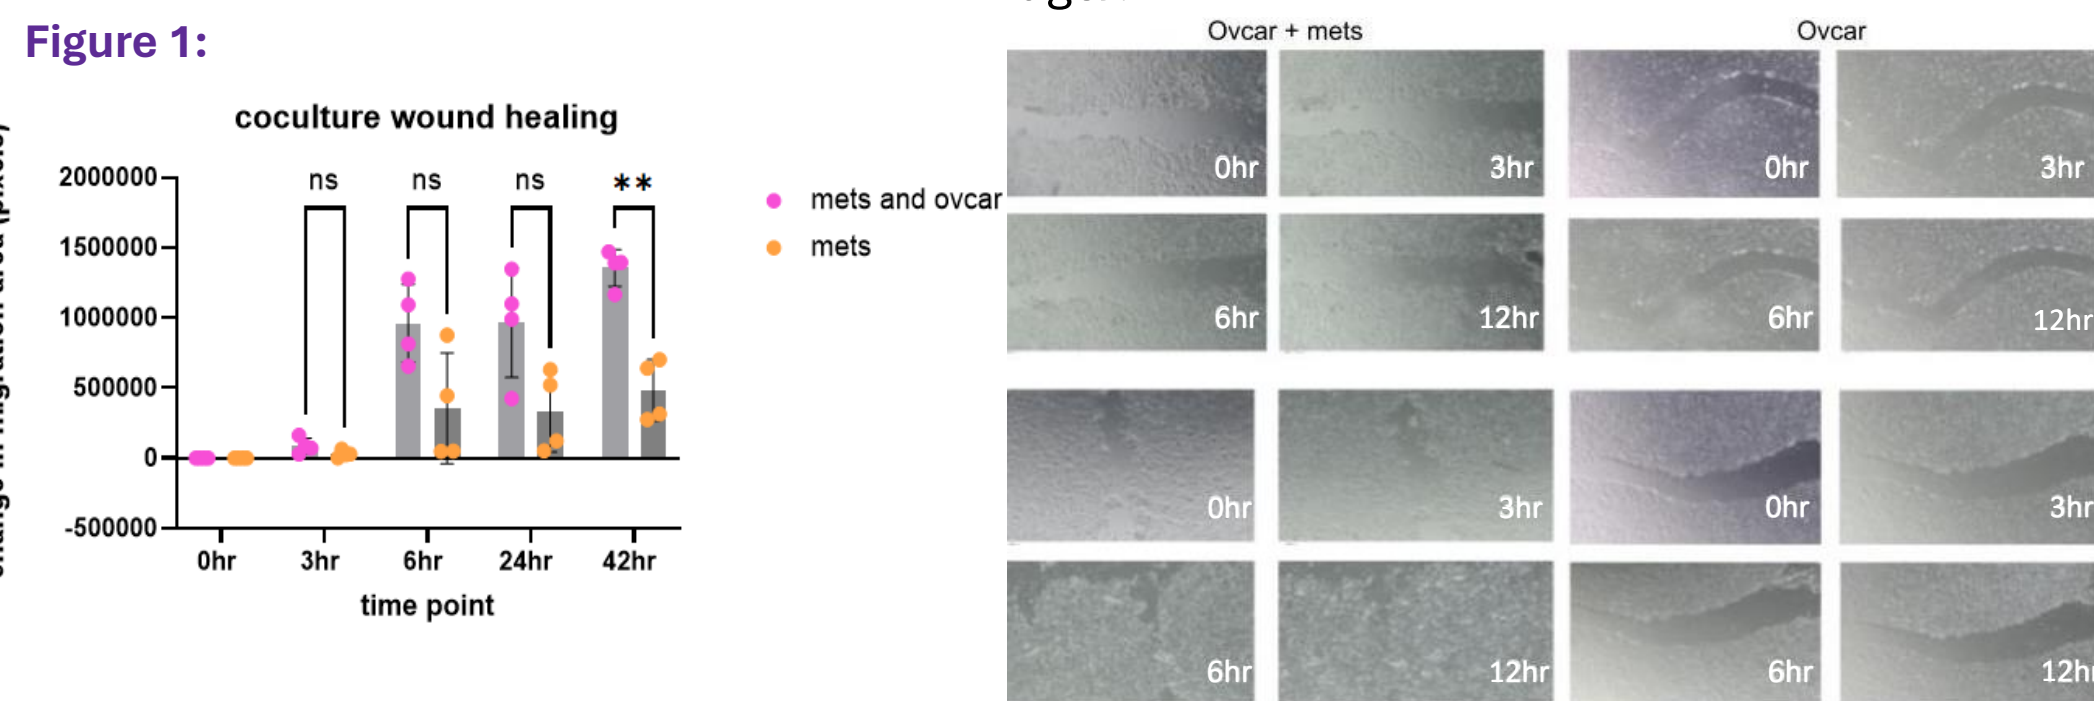 Figure 1:
coculture wound healing
2000000
1500000
1000000
500000
0
-500000
ns
ns
ns
**
mets and ovcar
mets
0hr
3hr
6hr
24hr
42hr
time point
Ovcar + mets
Ovcar
0hr
3hr
0hr
3hr
6hr
12hr
6hr
12hr
0hr
3hr
0hr
3hr
6hr
12hr
6hr
12hr